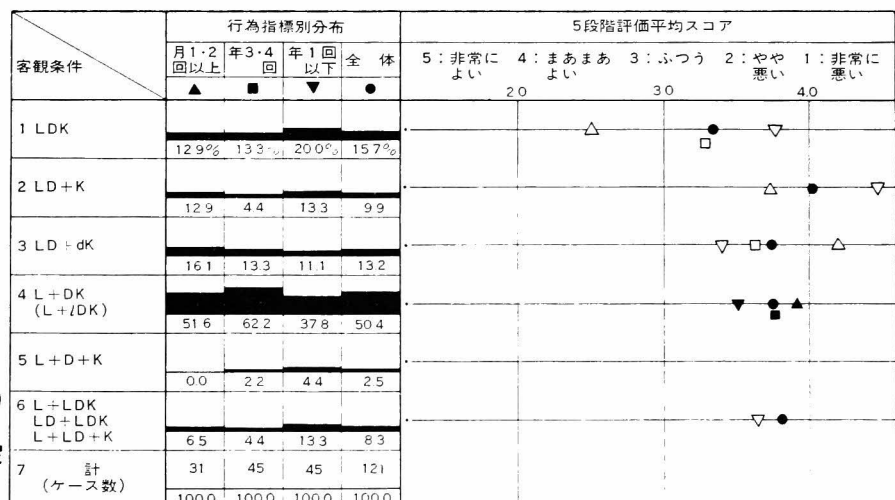 行為指標別分布
5段階評価平均スコア
客観条件
月1・2回以上
年3・4回
年1回以下
全 体
▲ ■ ▼ ●
5：非常によい
4：まあまあよい
3：ふつう
2：やや悪い
1：非常に悪い
2.0 3.0 4.0
1 LDK
12.9% 13.3% 20.0% 15.7%
2 LD+K
12.9 4.4 13.3 9.9
3 LD+dK
16.1 13.3 11.1 13.2
4 L+DK
(L+lDK)
51.6 62.2 37.8 50.4
5 L+D+K
0.0 2.2 4.4 2.5
6 L+LDK
LD+LDK
L+LD+K
6.5 4.4 13.3 8.3
7 計
(ケース数)
31 45 45 121
100.0 100.0 100.0 100.0